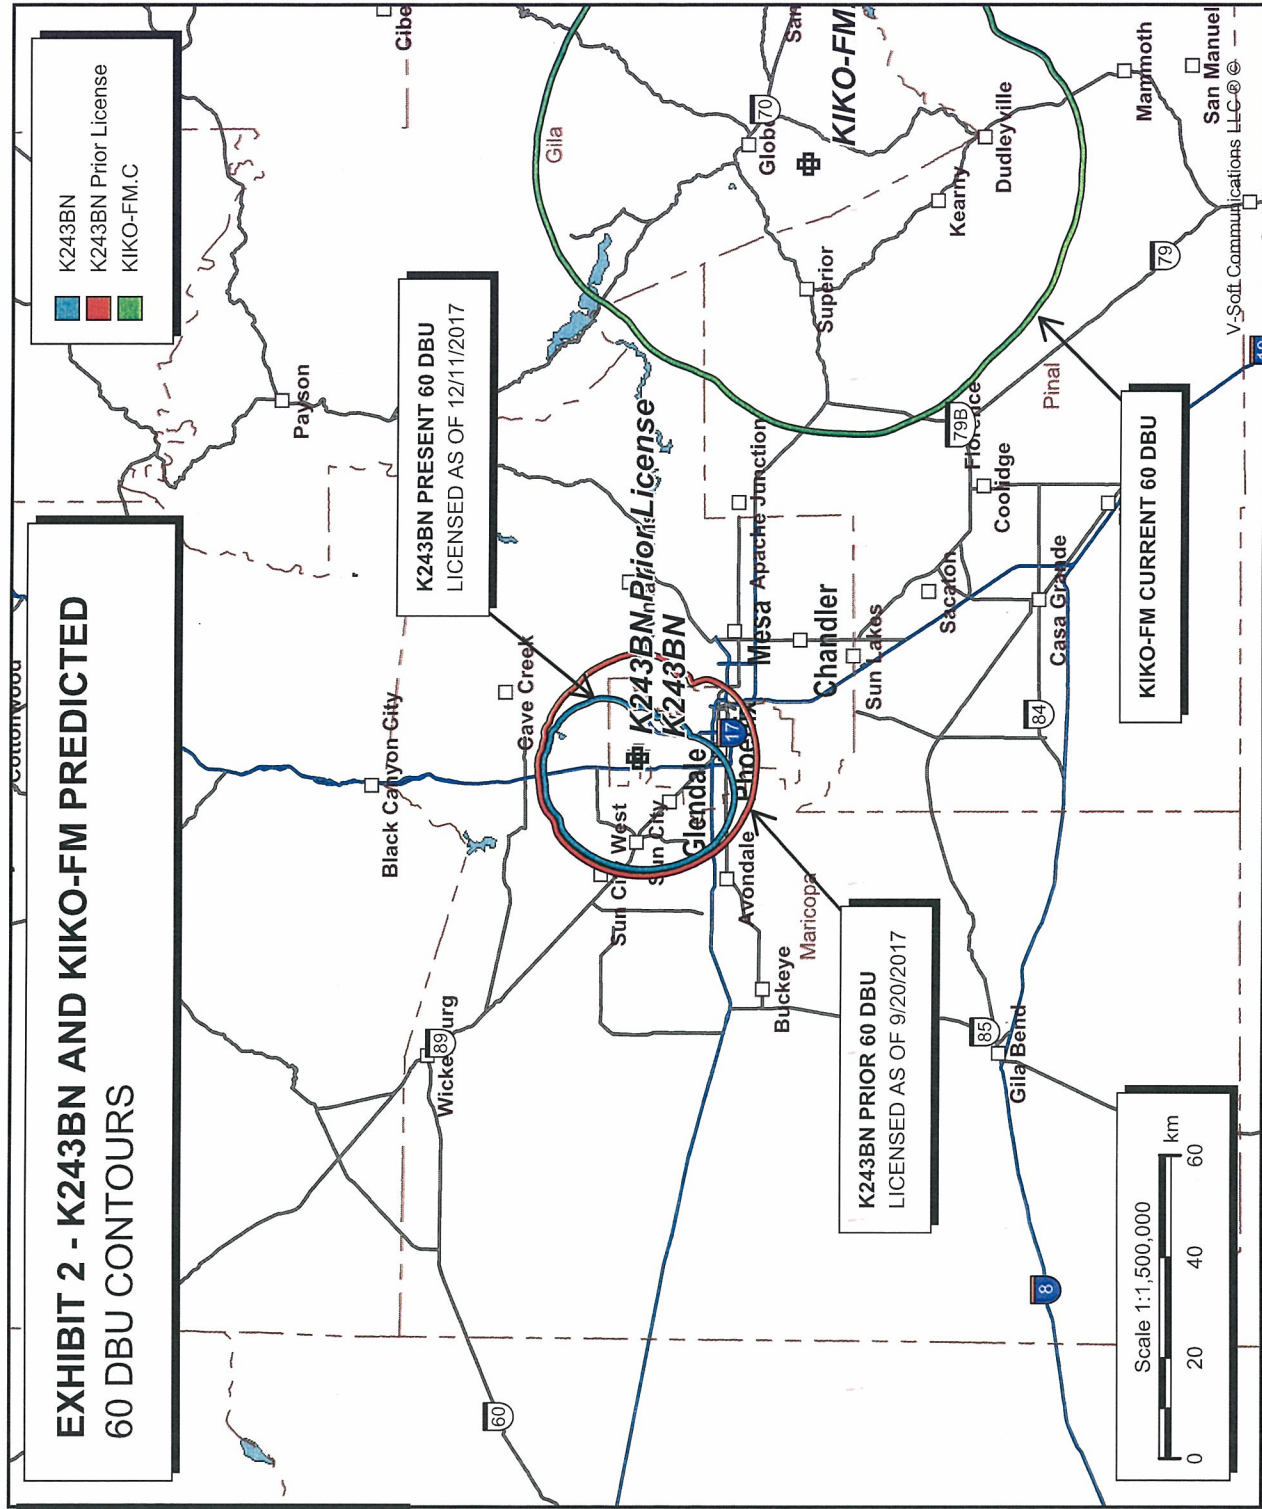 EXHIBIT 2 - K243BN AND KIKO-FM PREDICTED
60 DBU CONTOURS
K243BN
K243BN Prior License
KIKO-FM.C
Cottonwood
Cibe
Payson
Black Canyon City
Gila
K243BN PRESENT 60 DBU
LICENSED AS OF 12/11/2017
89
Cave Creek
60
K243BN Prior License
K243BN
Sun City West
Sun City
Glendale
17
Mesa
Apache Junction
Globe
70
San
KIKO-FM.
Superior
Avondale
Buckeye
Maricopa
Chandler
Sun Lakes
Kearny
Dudleyville
Mammoth
San Manuel
Sacaton
Coolidge
Florence
79B
79
Pinal
Casa Grande
84
85
Gila Bend
8
10
K243BN PRIOR 60 DBU
LICENSED AS OF 9/20/2017
KIKO-FM CURRENT 60 DBU
Scale 1:1,500,000
0 20 40 60 km
V-Soft Communications LLC ® ©